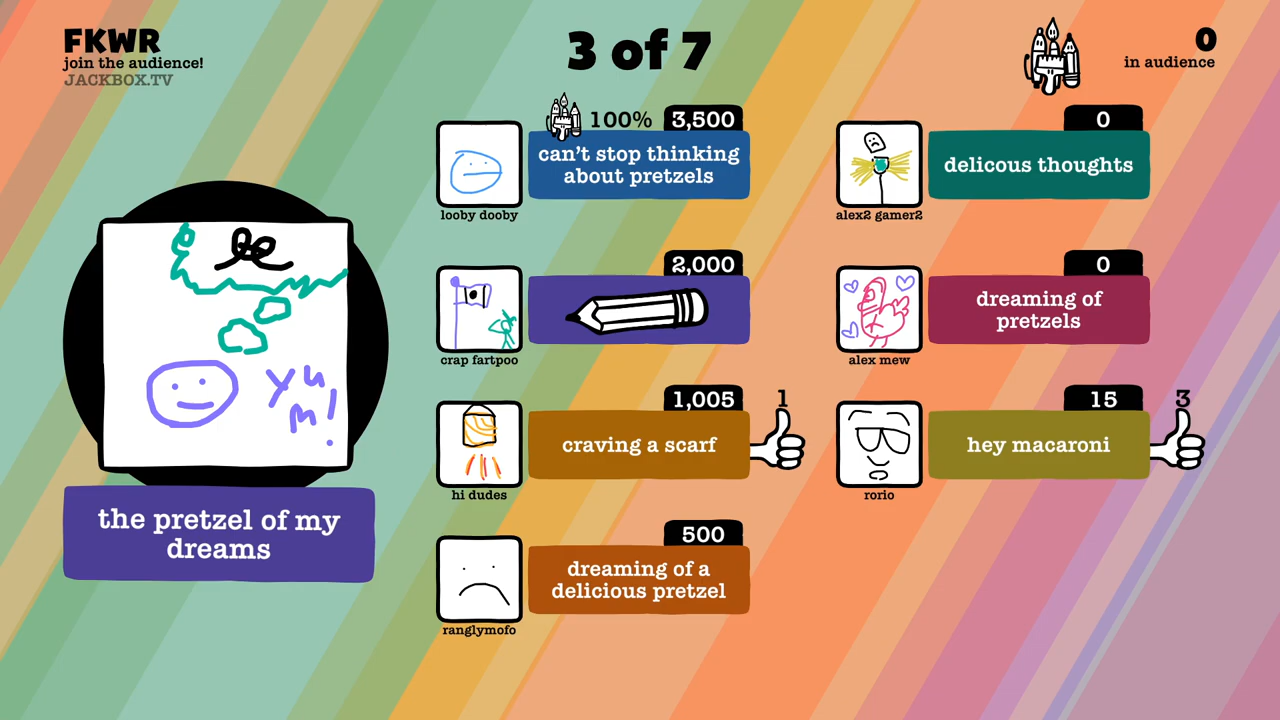 FKWR
join the audience!
JACKBOX.TV
3 of 7
0
in audience
yu
m!
the pretzel of my
dreams
100%
3,500
can't stop thinking
about pretzels
looby dooby
2,000
crap fartpoo
1,005
1
craving a scarf
hi dudes
500
dreaming of a
delicious pretzel
ranglymofo
0
delicous thoughts
alex2 gamer2
0
dreaming of
pretzels
alex mew
15
3
hey macaroni
rorio